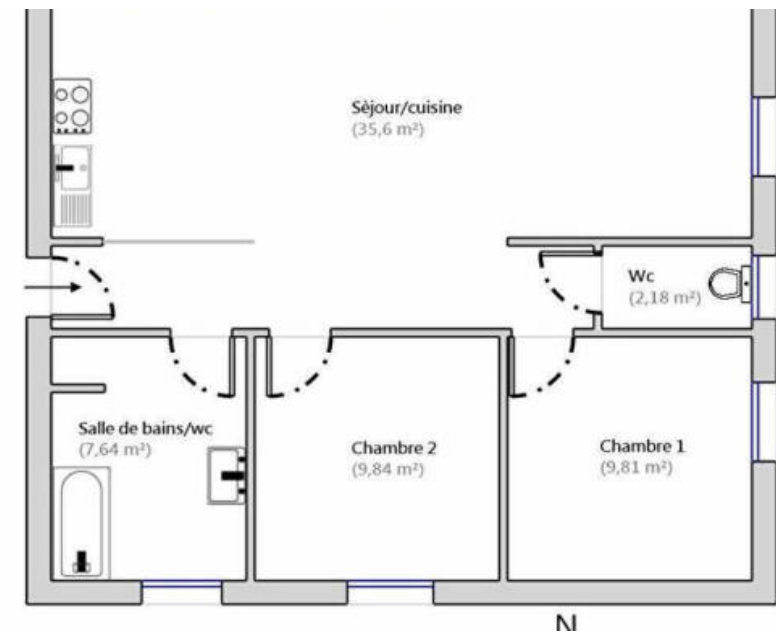 Sèjour/cuisine
(35,6 m²)
Wc
(2,18 m²)
Salle de bains/wc
(7,64 m²)
Chambre 2
(9,84 m²)
Chambre 1
(9,81 m²)
N